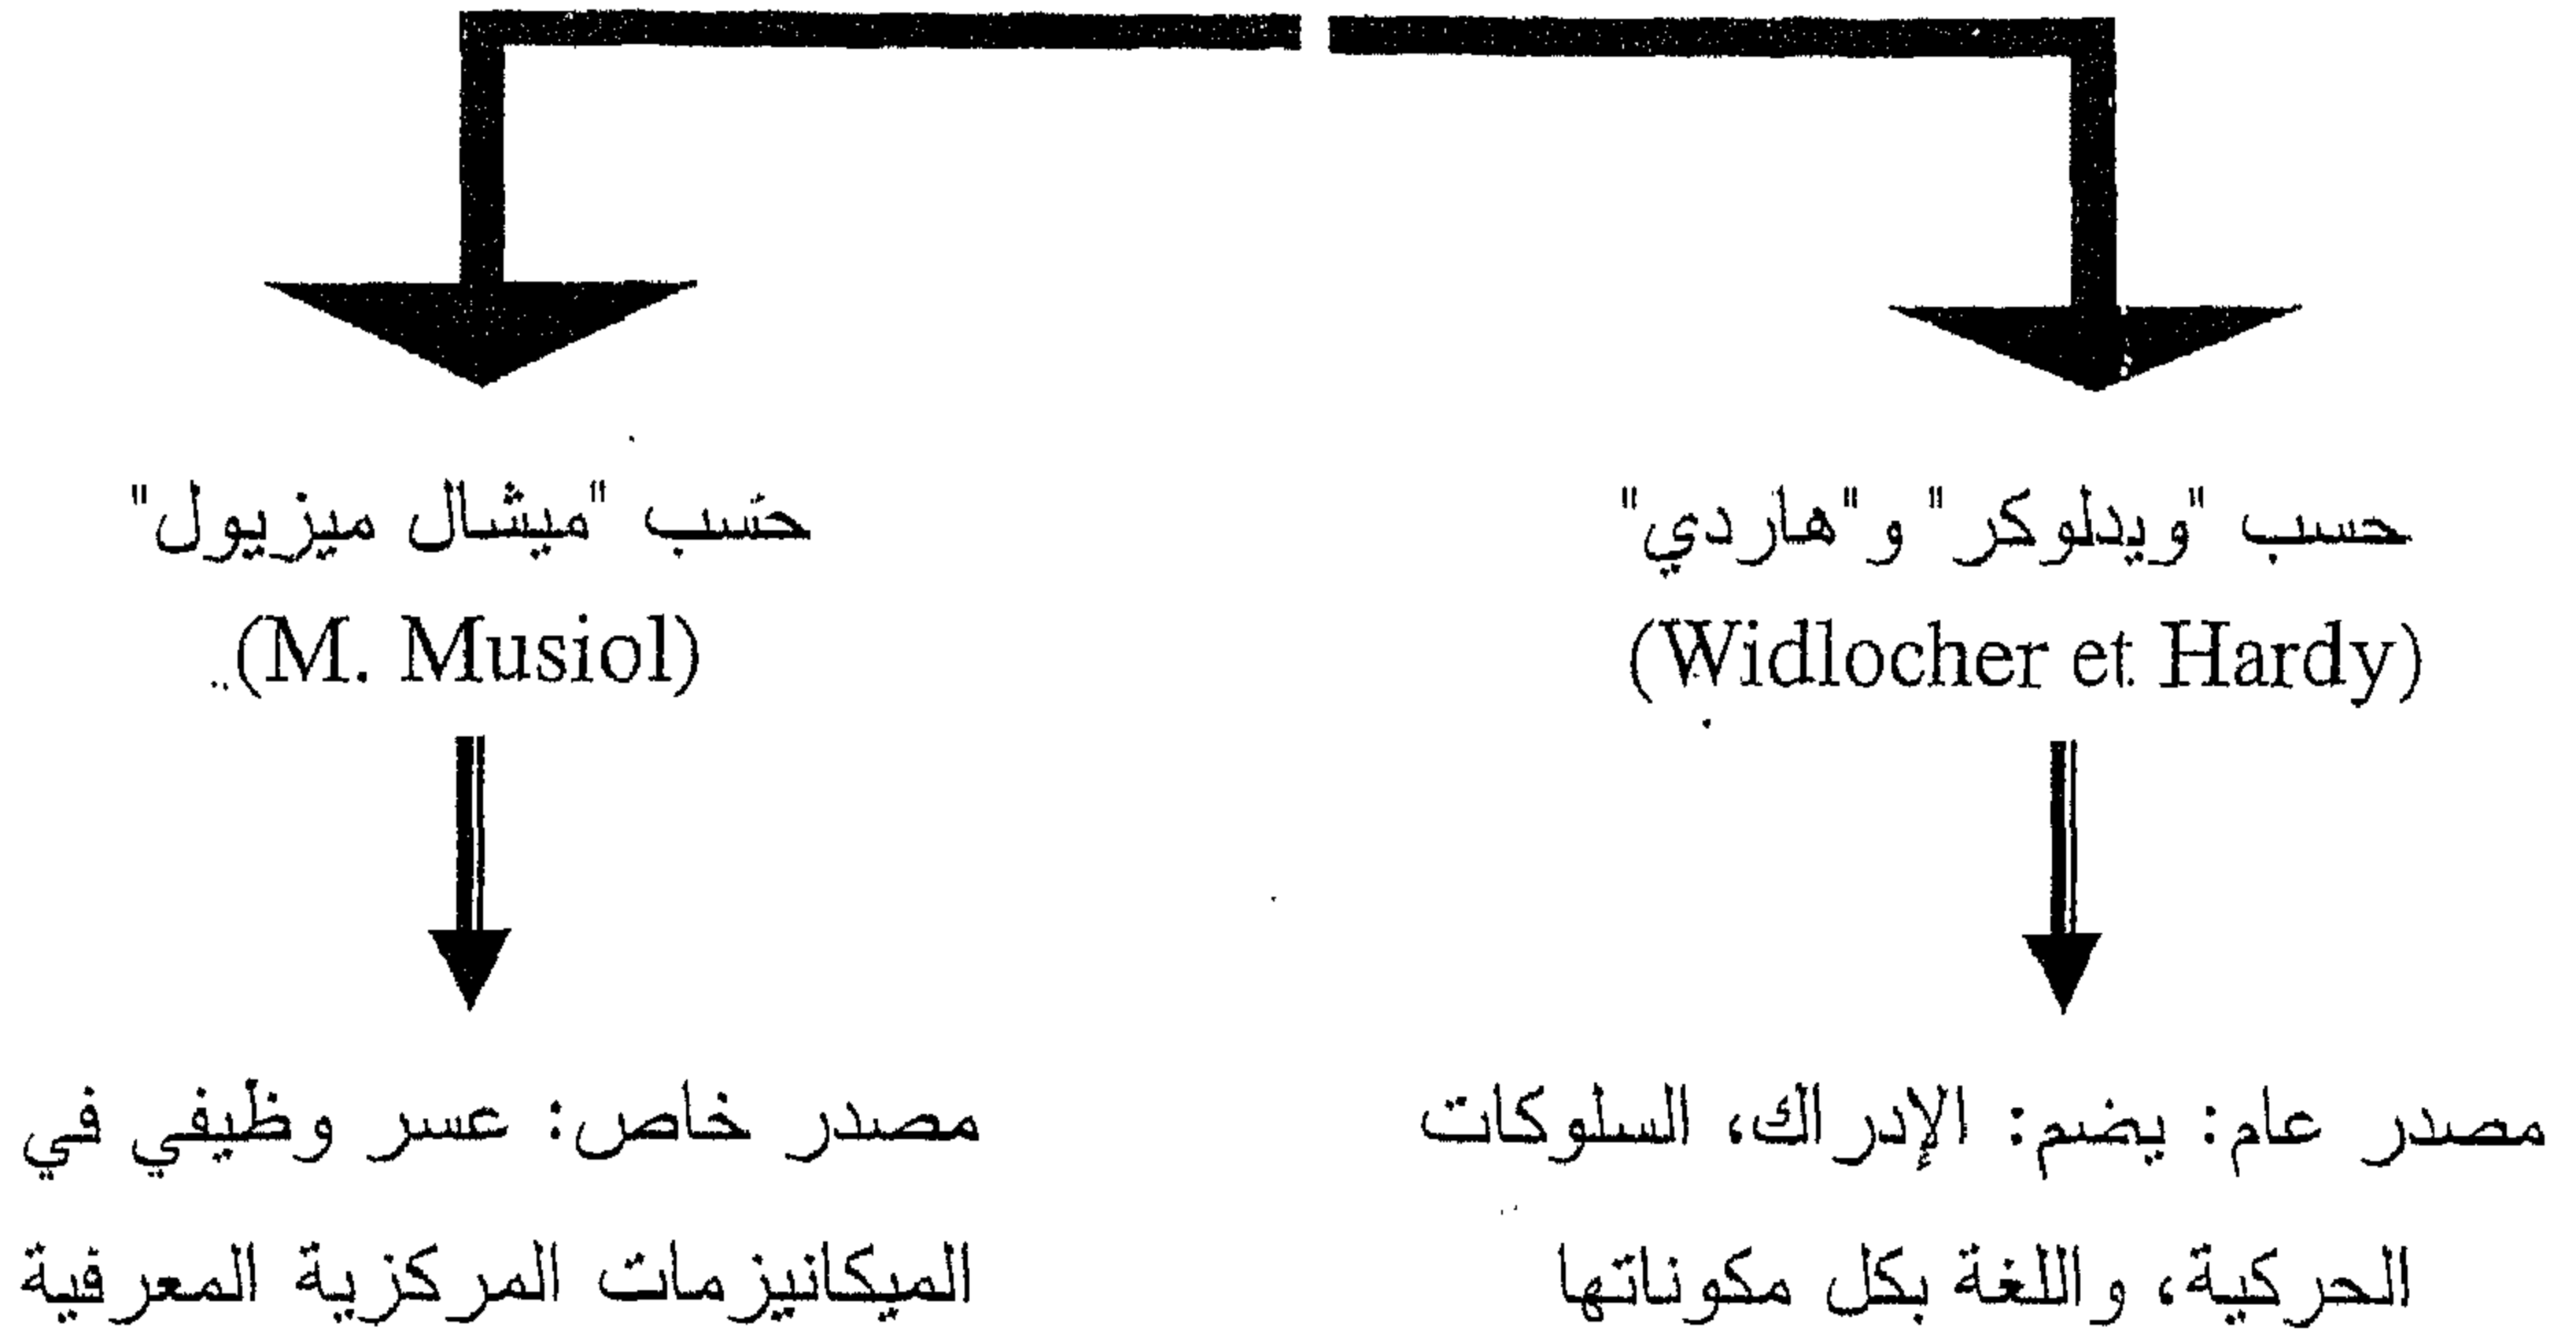 حسب "ويدلوكر" و"هاردي"
(Widlocher et Hardy)
مصدر عام: يضم: الإدراك، السلوكات
الحركية، واللغة بكل مكوناتها
حسب "ميشال ميزيول"
(M. Musiol)
مصدر خاص: عسر وظيفي في
الميكانيزمات المركزية المعرفية